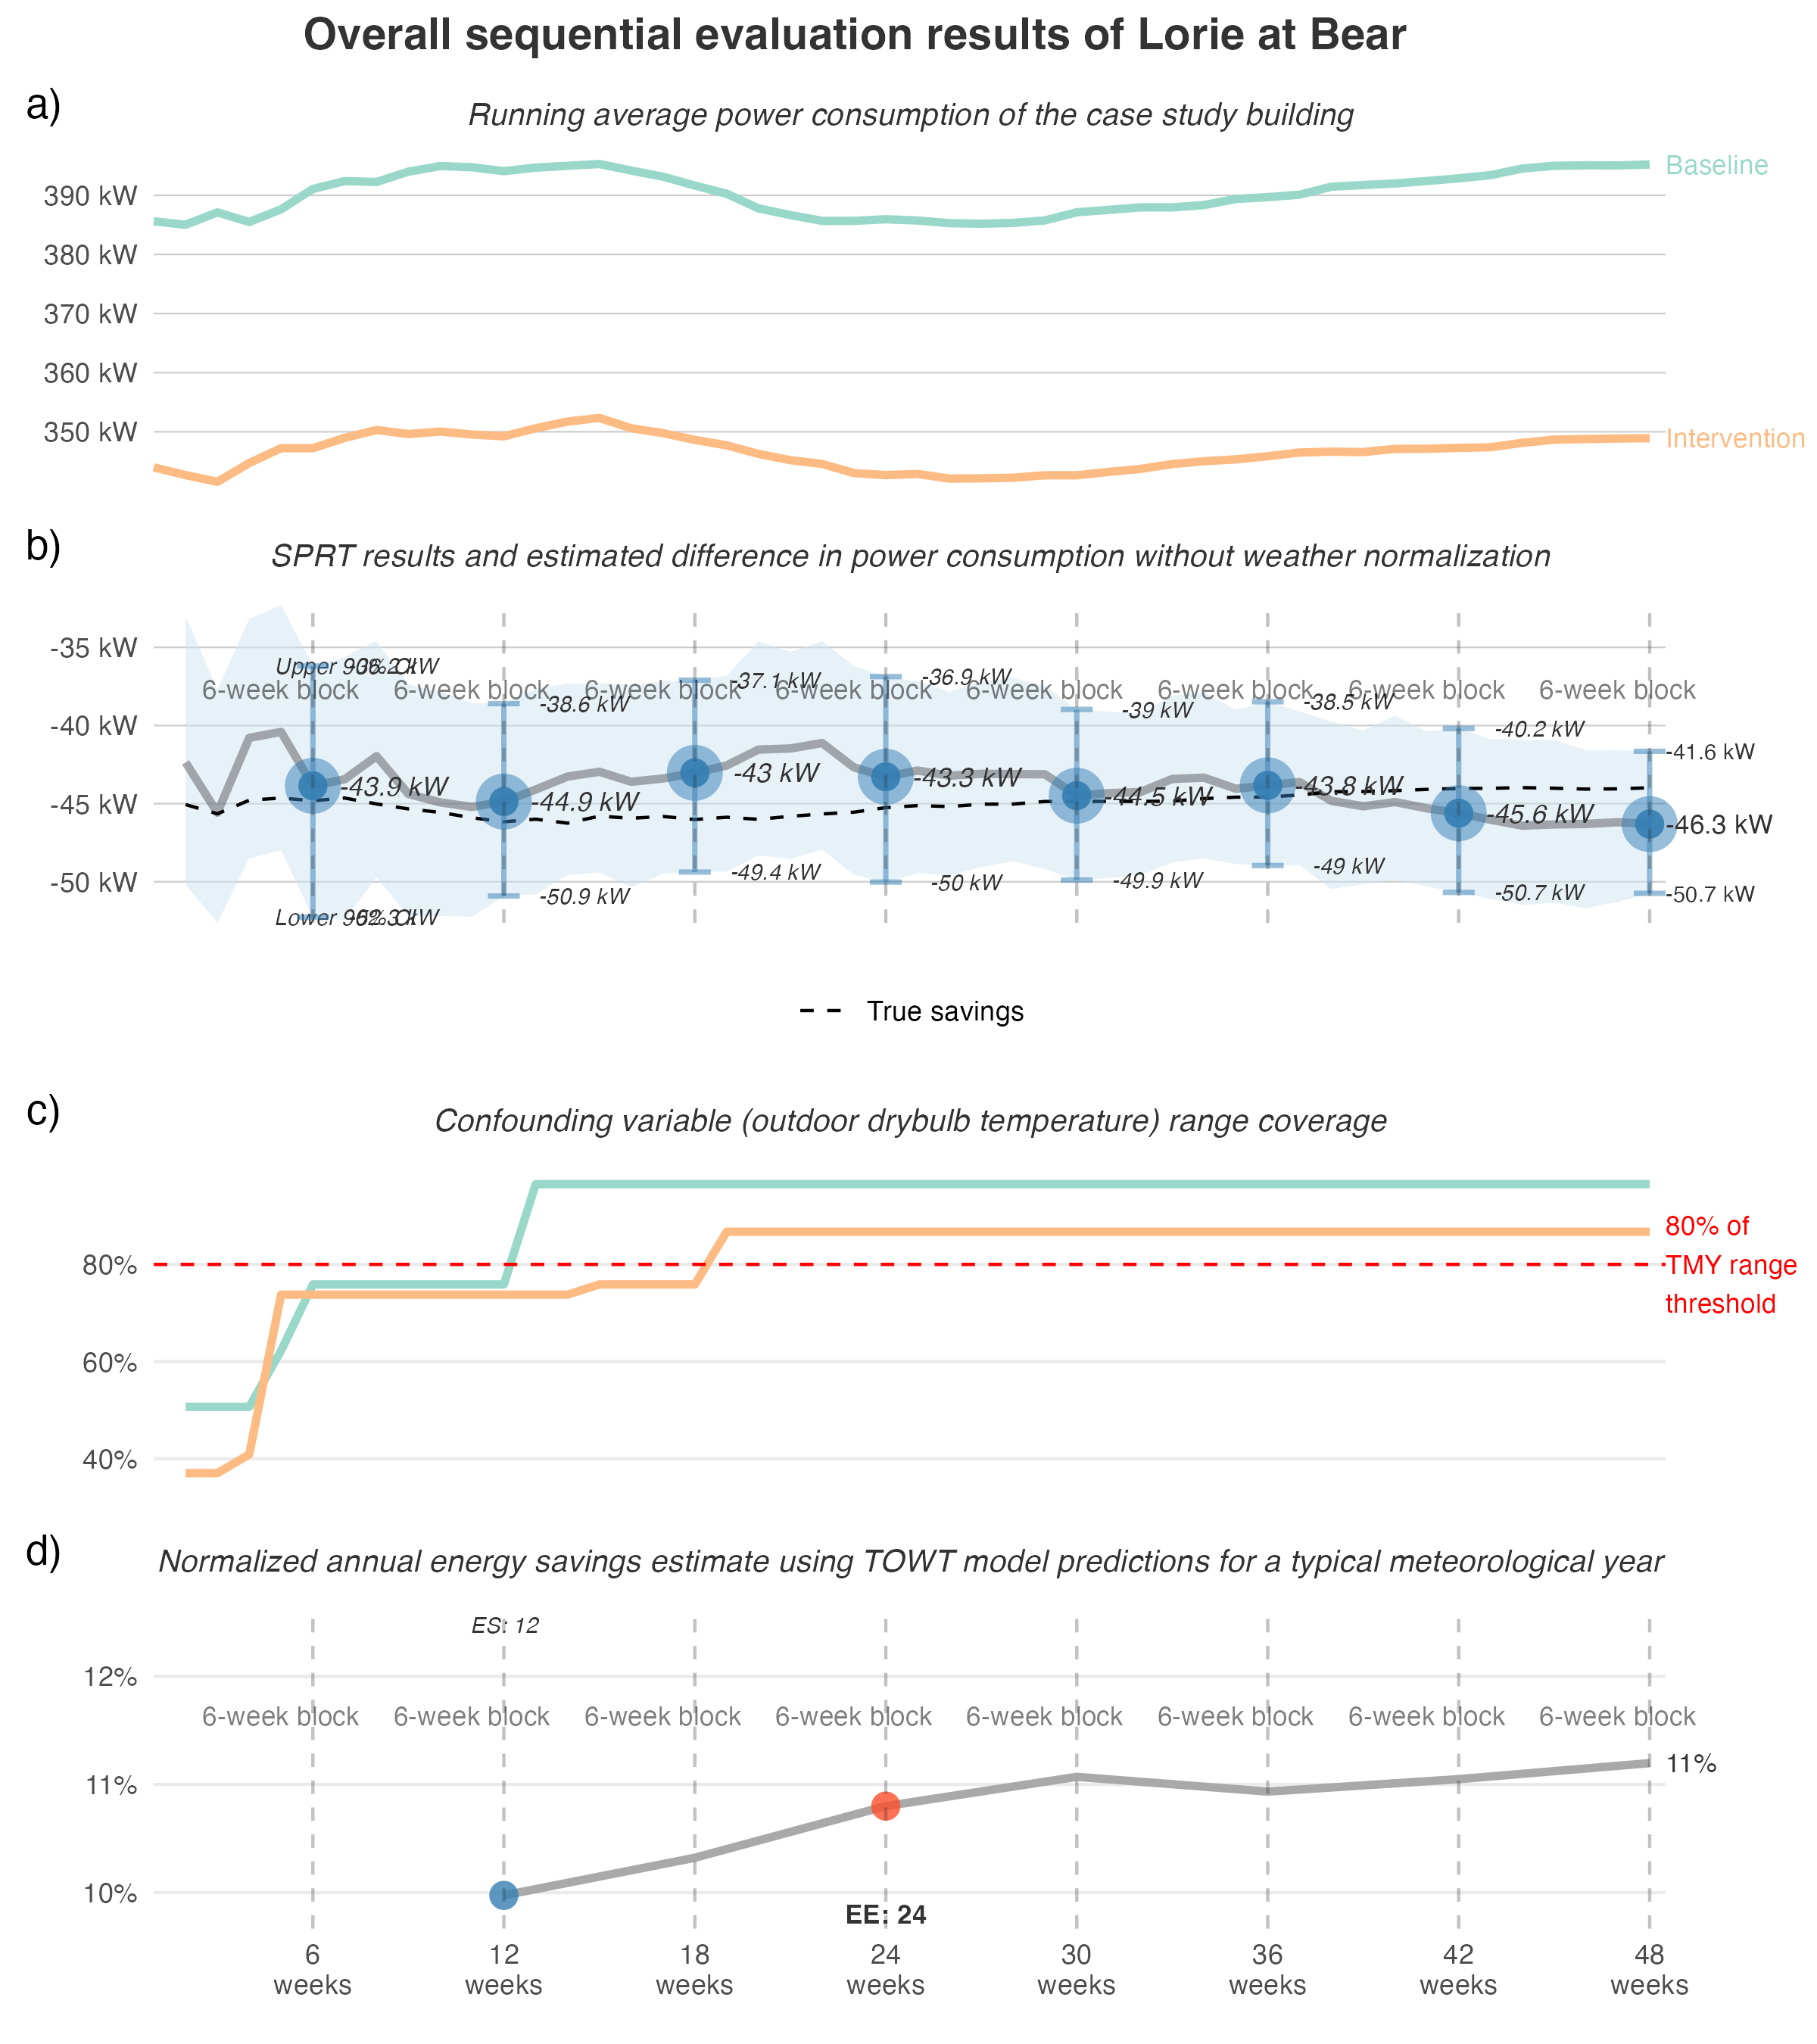 Overall sequential evaluation results of Lorie at Bear
a)
Running average power consumption of the case study building
390 kW
380 kW
370 kW
360 kW
350 kW
Baseline
Intervention
b)
SPRT results and estimated difference in power consumption without weather normalization
-35 kW
-40 kW
-45 kW
-50 kW
Upper 90% CI
-36.2 kW
-38.6 kW
-37.1 kW
-36.9 kW
-39 kW
-38.5 kW
-40.2 kW
-41.6 kW
6-week block
6-week block
6-week block
6-week block
6-week block
6-week block
6-week block
6-week block
-43.9 kW
-44.9 kW
-43 kW
-43.3 kW
-44.5 kW
-43.8 kW
-45.6 kW
-46.3 kW
Lower 90% CI
-50.9 kW
-49.4 kW
-50 kW
-49.9 kW
-49 kW
-50.7 kW
-50.7 kW
True savings
c)
Confounding variable (outdoor drybulb temperature) range coverage
80%
60%
40%
80% of
TMY range
threshold
d)
Normalized annual energy savings estimate using TOWT model predictions for a typical meteorological year
ES: 12
12%
11%
10%
6-week block
6-week block
6-week block
6-week block
6-week block
6-week block
6-week block
6-week block
11%
EE: 24
6
weeks
12
weeks
18
weeks
24
weeks
30
weeks
36
weeks
42
weeks
48
weeks